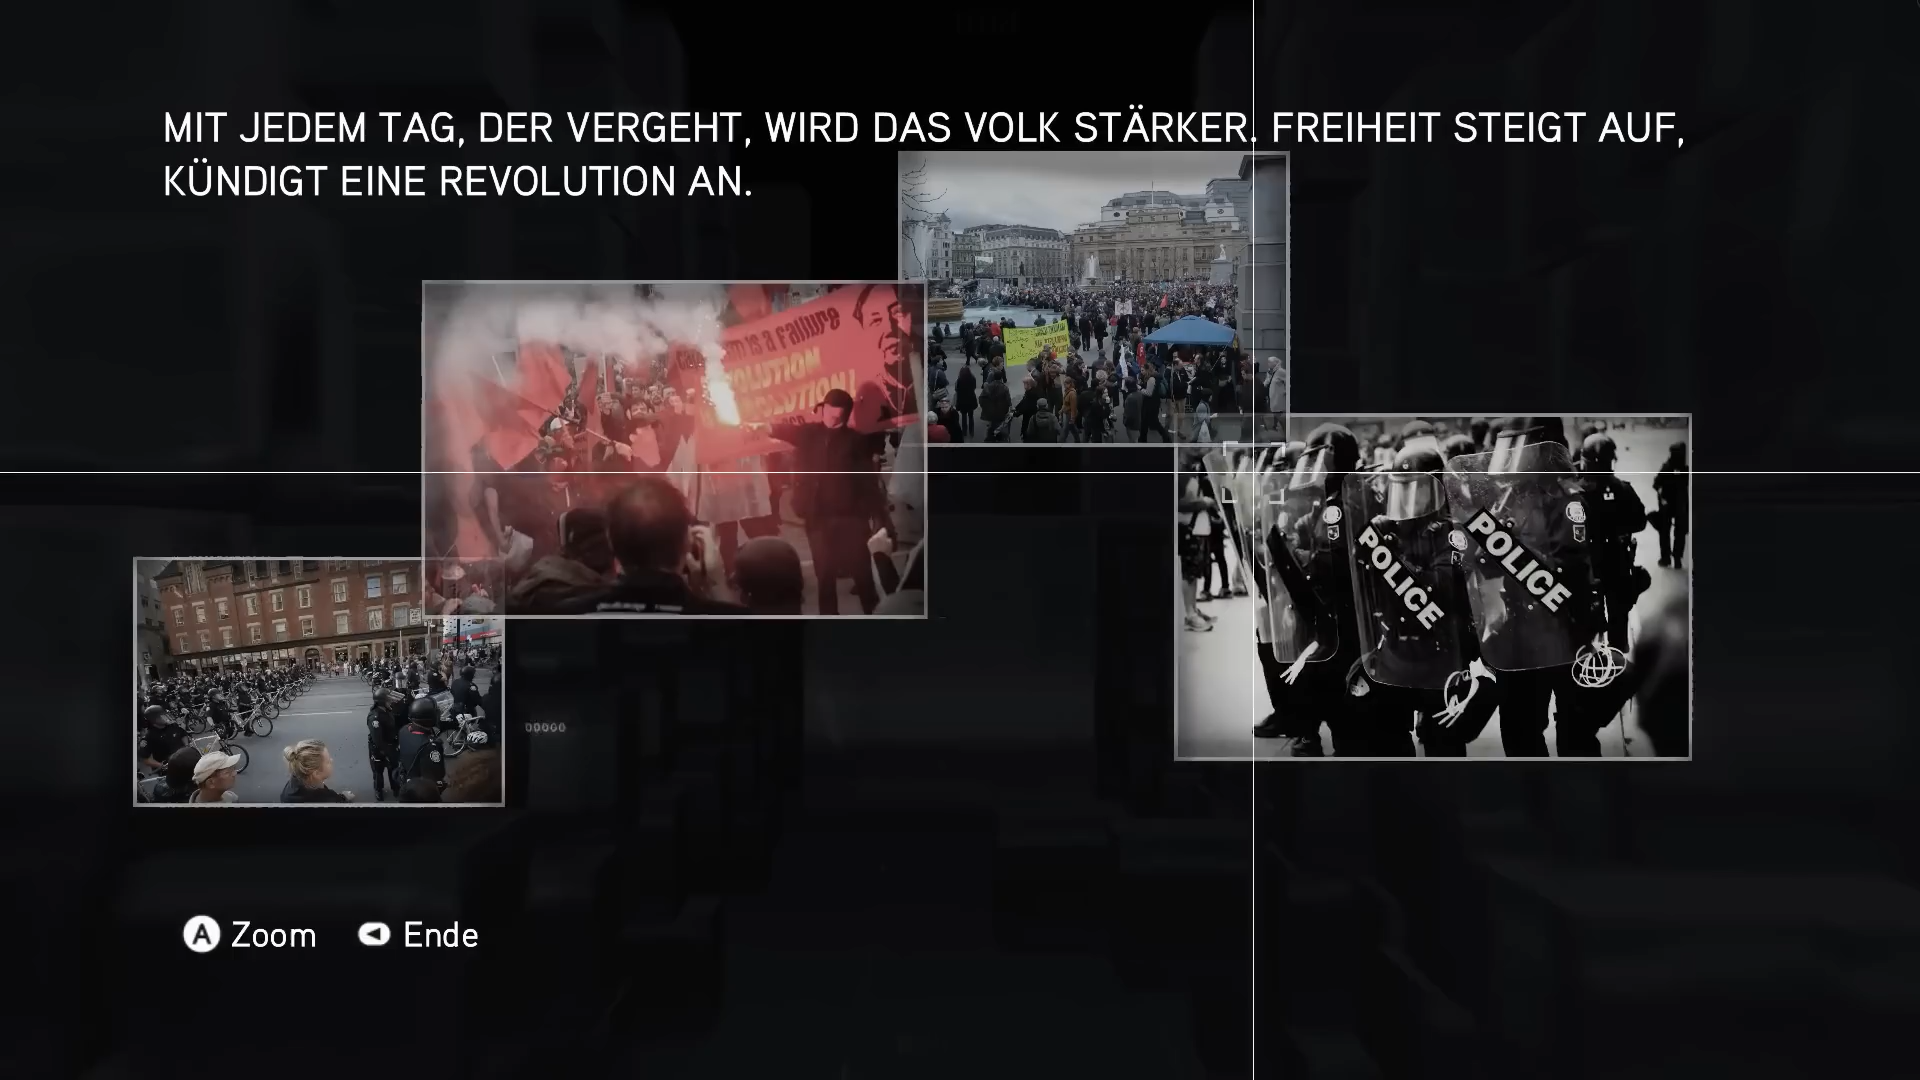 MIT JEDEM TAG, DER VERGEHT, WIRD DAS VOLK STÄRKER. FREIHEIT STEIGT AUF,
KÜNDIGT EINE REVOLUTION AN.
is a failure
POLICE
POLICE
A Zoom Ende